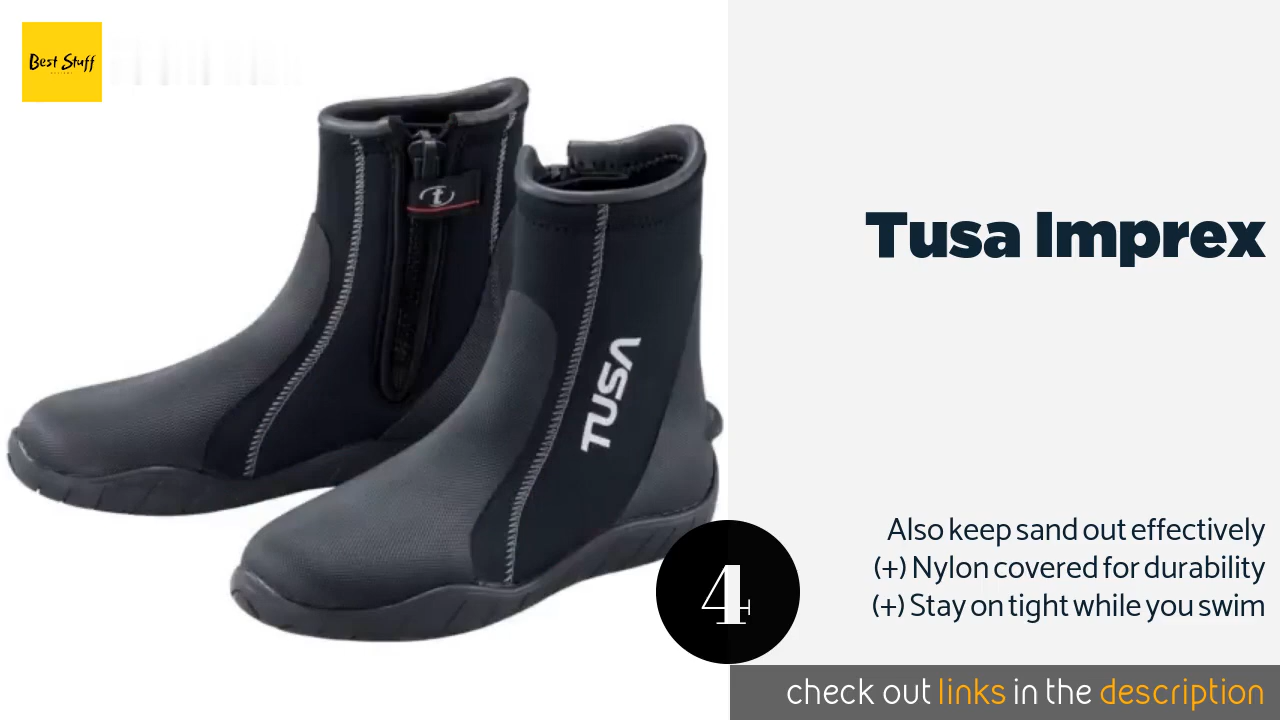 Best Stuff
Tusa Imprex
TUSA
Also keep sand out effectively
(+) Nylon covered for durability
(+) Stay on tight while you swim
4
check out links in the description